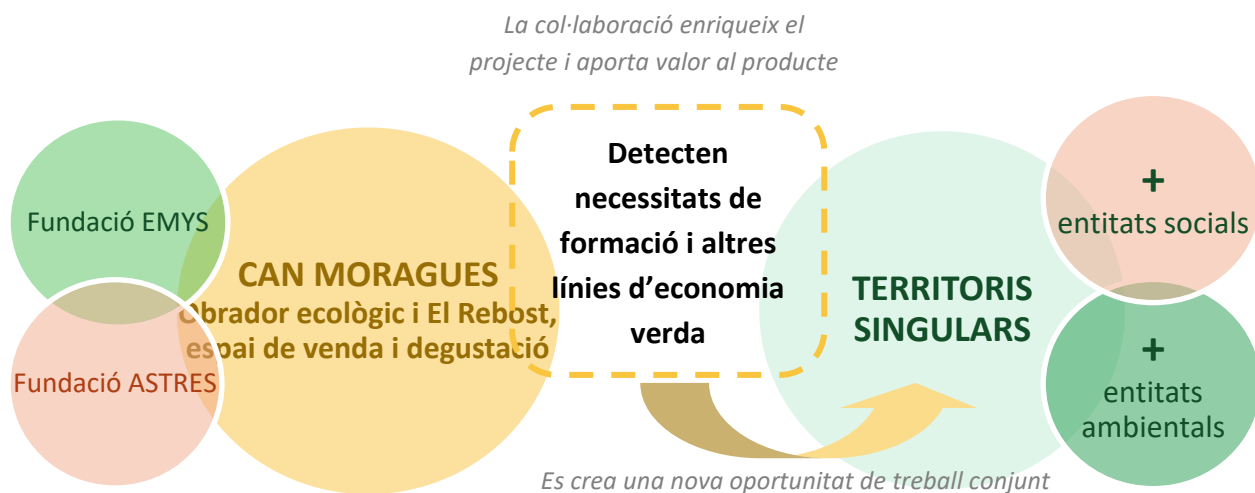 La col·laboració enriqueix el
projecte i aporta valor al producte
Fundació EMYS
Fundació ASTRES
CAN MORAGUES
Obrador ecològic i El Rebost,
espai de venda i degustació
Detecten
necessitats de
formació i altres
línies d’economia
verda
TERRITORIS
SINGULARS
+
entitats socials
+
entitats
ambientals
Es crea una nova oportunitat de treball conjunt